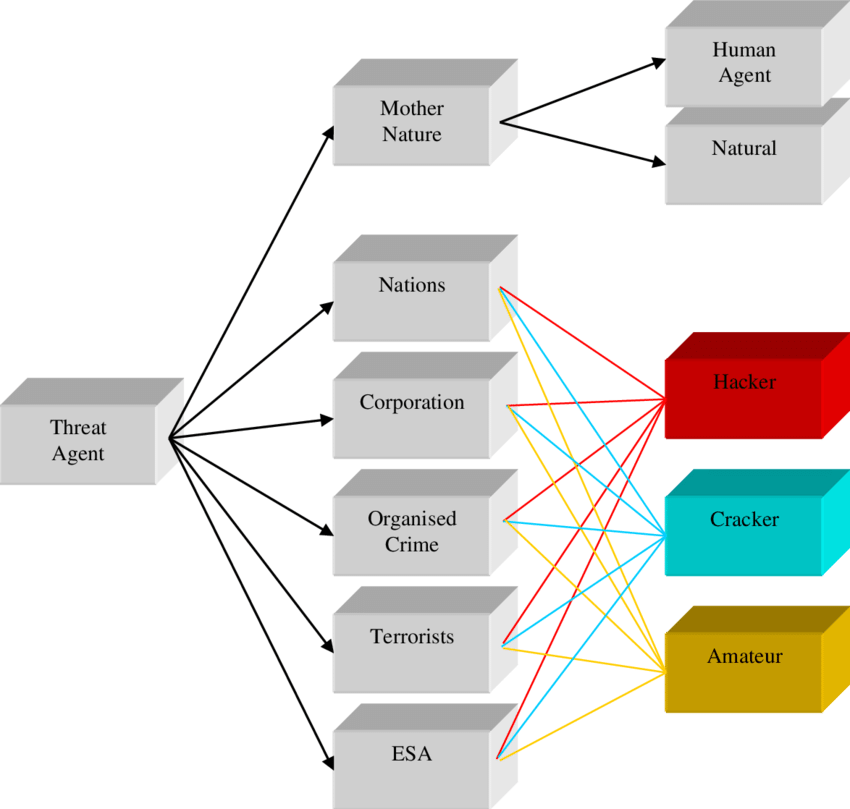 Human
Agent
Mother
Nature
Natural
Nations
Hacker
Corporation
Threat
Agent
Organised
Crime
Cracker
Terrorists
Amateur
ESA